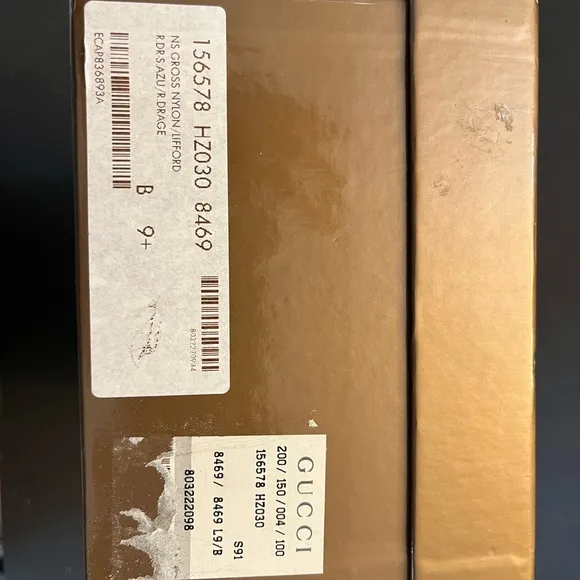 156578 HZ030 8469
NS.GROSS NYLON/LIFFORD
R.DR S.AZU/R.DRAGE
B 9+
ECAP836893A
GUCCI
200/ 150 /004 / 100
156578 HZ030
S91
8469/ 8469 L9/B
803222098